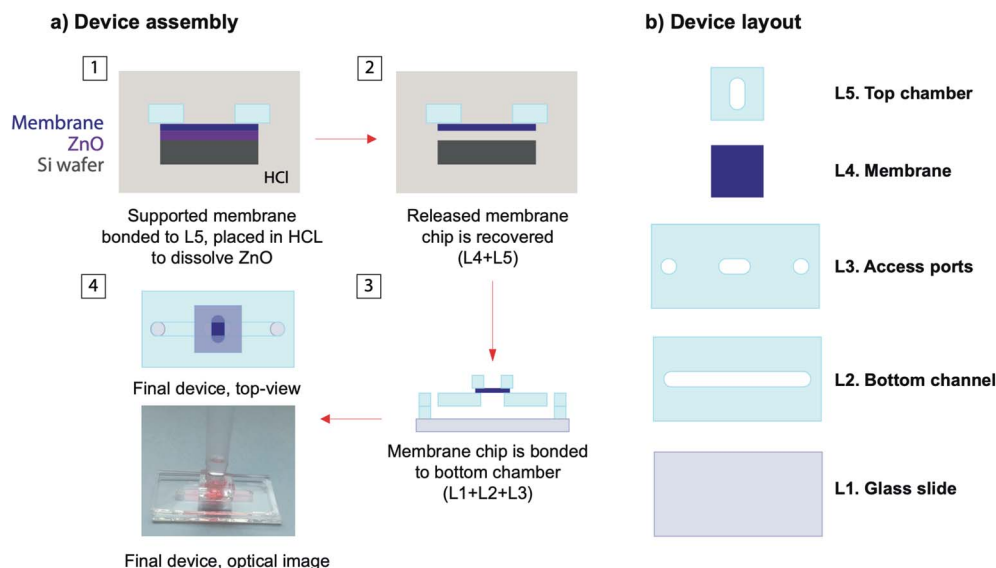 a) Device assembly
1
Membrane
ZnO
Si wafer
HCl
Supported membrane
bonded to L5, placed in HCL
to dissolve ZnO
2
Released membrane
chip is recovered
(L4+L5)
4
Final device, top-view
Final device, optical image
3
Membrane chip is bonded
to bottom chamber
(L1+L2+L3)
b) Device layout
L5. Top chamber
L4. Membrane
L3. Access ports
L2. Bottom channel
L1. Glass slide